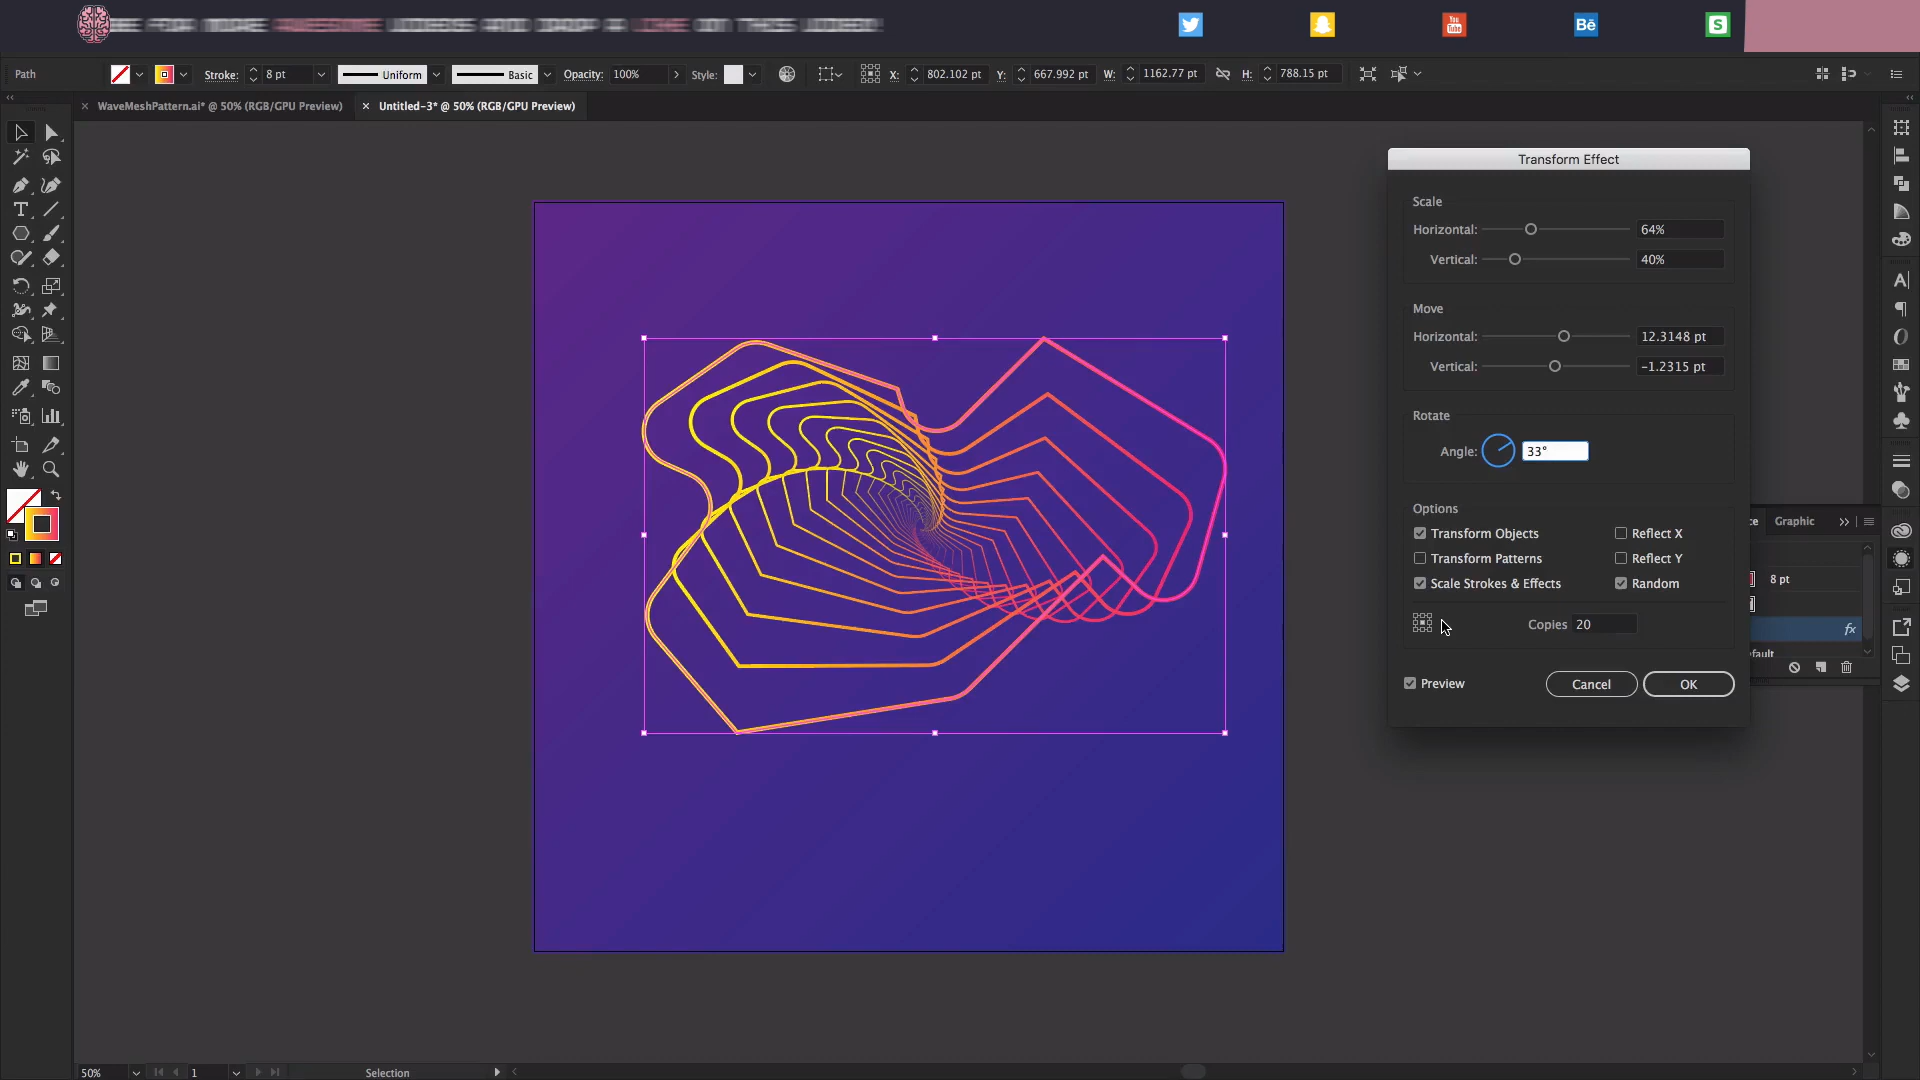 You Tube
Bē
S
Path
Stroke:
8 pt
Uniform
Basic
Opacity:
100%
Style:
X:
802.102 pt
Y:
667.992 pt
W:
1162.77 pt
H:
788.15 pt
× WaveMeshPattern.ai* @ 50% (RGB/GPU Preview)
× Untitled-3* @ 50% (RGB/GPU Preview)
Transform Effect
Scale
Horizontal:
64%
Vertical:
40%
Move
Horizontal:
12.3148 pt
Vertical:
-1.2315 pt
Rotate
Angle:
33°
Options
Transform Objects
Reflect X
Transform Patterns
Reflect Y
Scale Strokes & Effects
Random
Copies
20
Preview
Cancel
OK
Graphic
8 pt
fx
50%
1
Selection